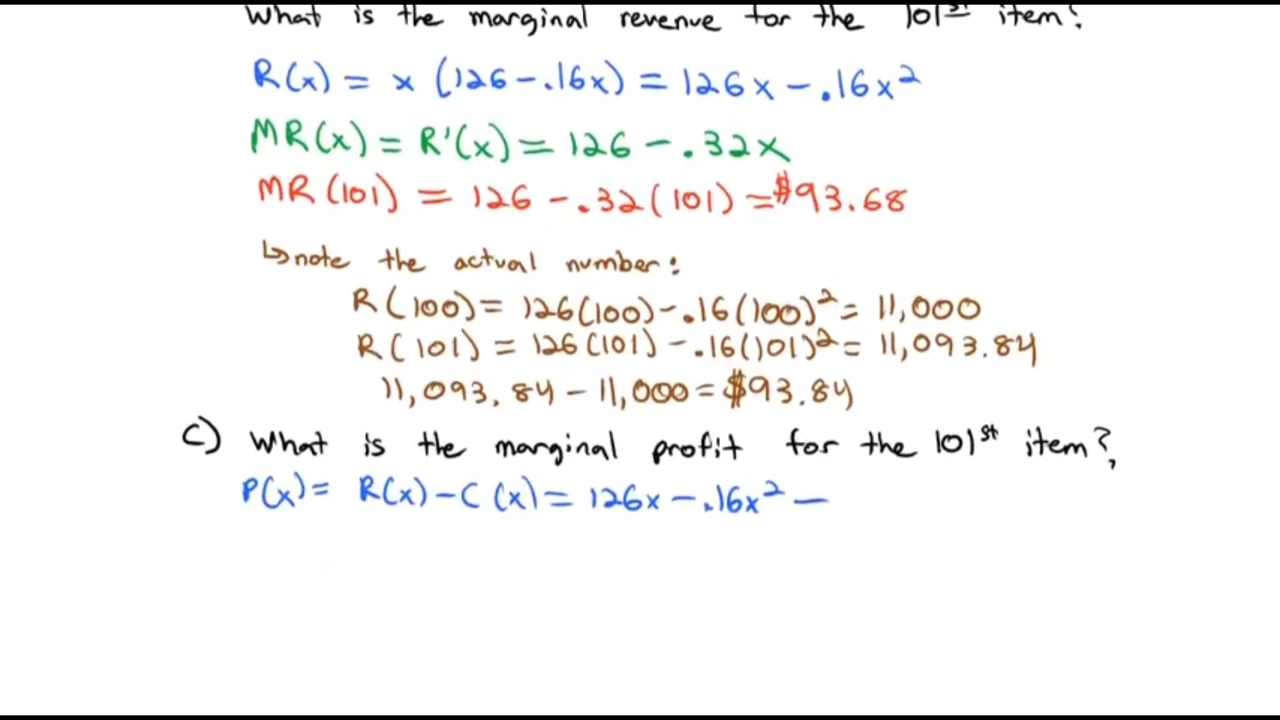 What is the marginal revenue for the 101st item?
R(x) = x (126 - .16x) = 126x - .16x²
MR(x) = R'(x) = 126 - .32x
MR(101) = 126 - .32(101) = $93.68
↳ note the actual number:
R(100) = 126(100) - .16(100)² = 11,000
R(101) = 126(101) - .16(101)² = 11,093.84
11,093.84 - 11,000 = $93.84
c) What is the marginal profit for the 101st item?
P(x) = R(x) - C(x) = 126x - .16x² -